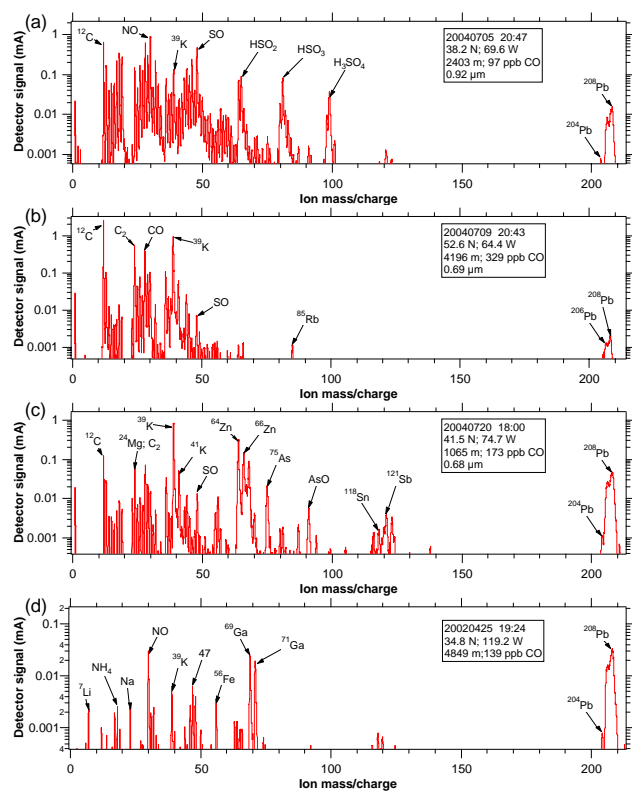 (a)
20040705 20:47
38.2 N; 69.6 W
2403 m; 97 ppb CO
0.92 µm
¹²C
NO
³⁹K
SO
HSO₂
HSO₃
H₃SO₄
²⁰⁸Pb
²⁰⁴Pb
Detector signal (mA)
1
0.1
0.01
0.001
0 50 100 150 200
Ion mass/charge
(b)
20040709 20:43
52.6 N; 64.4 W
4196 m; 329 ppb CO
0.69 µm
¹²C
C₂
CO
³⁹K
SO
⁸⁵Rb
²⁰⁶Pb
²⁰⁸Pb
Detector signal (mA)
1
0.1
0.01
0.001
0 50 100 150 200
Ion mass/charge
(c)
20040720 18:00
41.5 N; 74.7 W
1065 m; 173 ppb CO
0.68 µm
¹²C
²⁴Mg; C₂
³⁹K
⁴¹K
SO
⁶⁴Zn
⁶⁶Zn
⁷⁵As
AsO
¹¹⁸Sn
¹²¹Sb
²⁰⁸Pb
²⁰⁴Pb
Detector signal (mA)
1
0.1
0.01
0.001
0 50 100 150 200
Ion mass/charge
(d)
20020425 19:24
34.8 N; 119.2 W
4849 m;139 ppb CO
⁷Li
NH₄
Na
NO
³⁹K
47
⁵⁶Fe
⁶⁹Ga
⁷¹Ga
²⁰⁸Pb
²⁰⁴Pb
Detector signal (mA)
2
4
0.1
2
4
0.01
2
4
0.001
2
4
0 50 100 150 200
Ion mass/charge